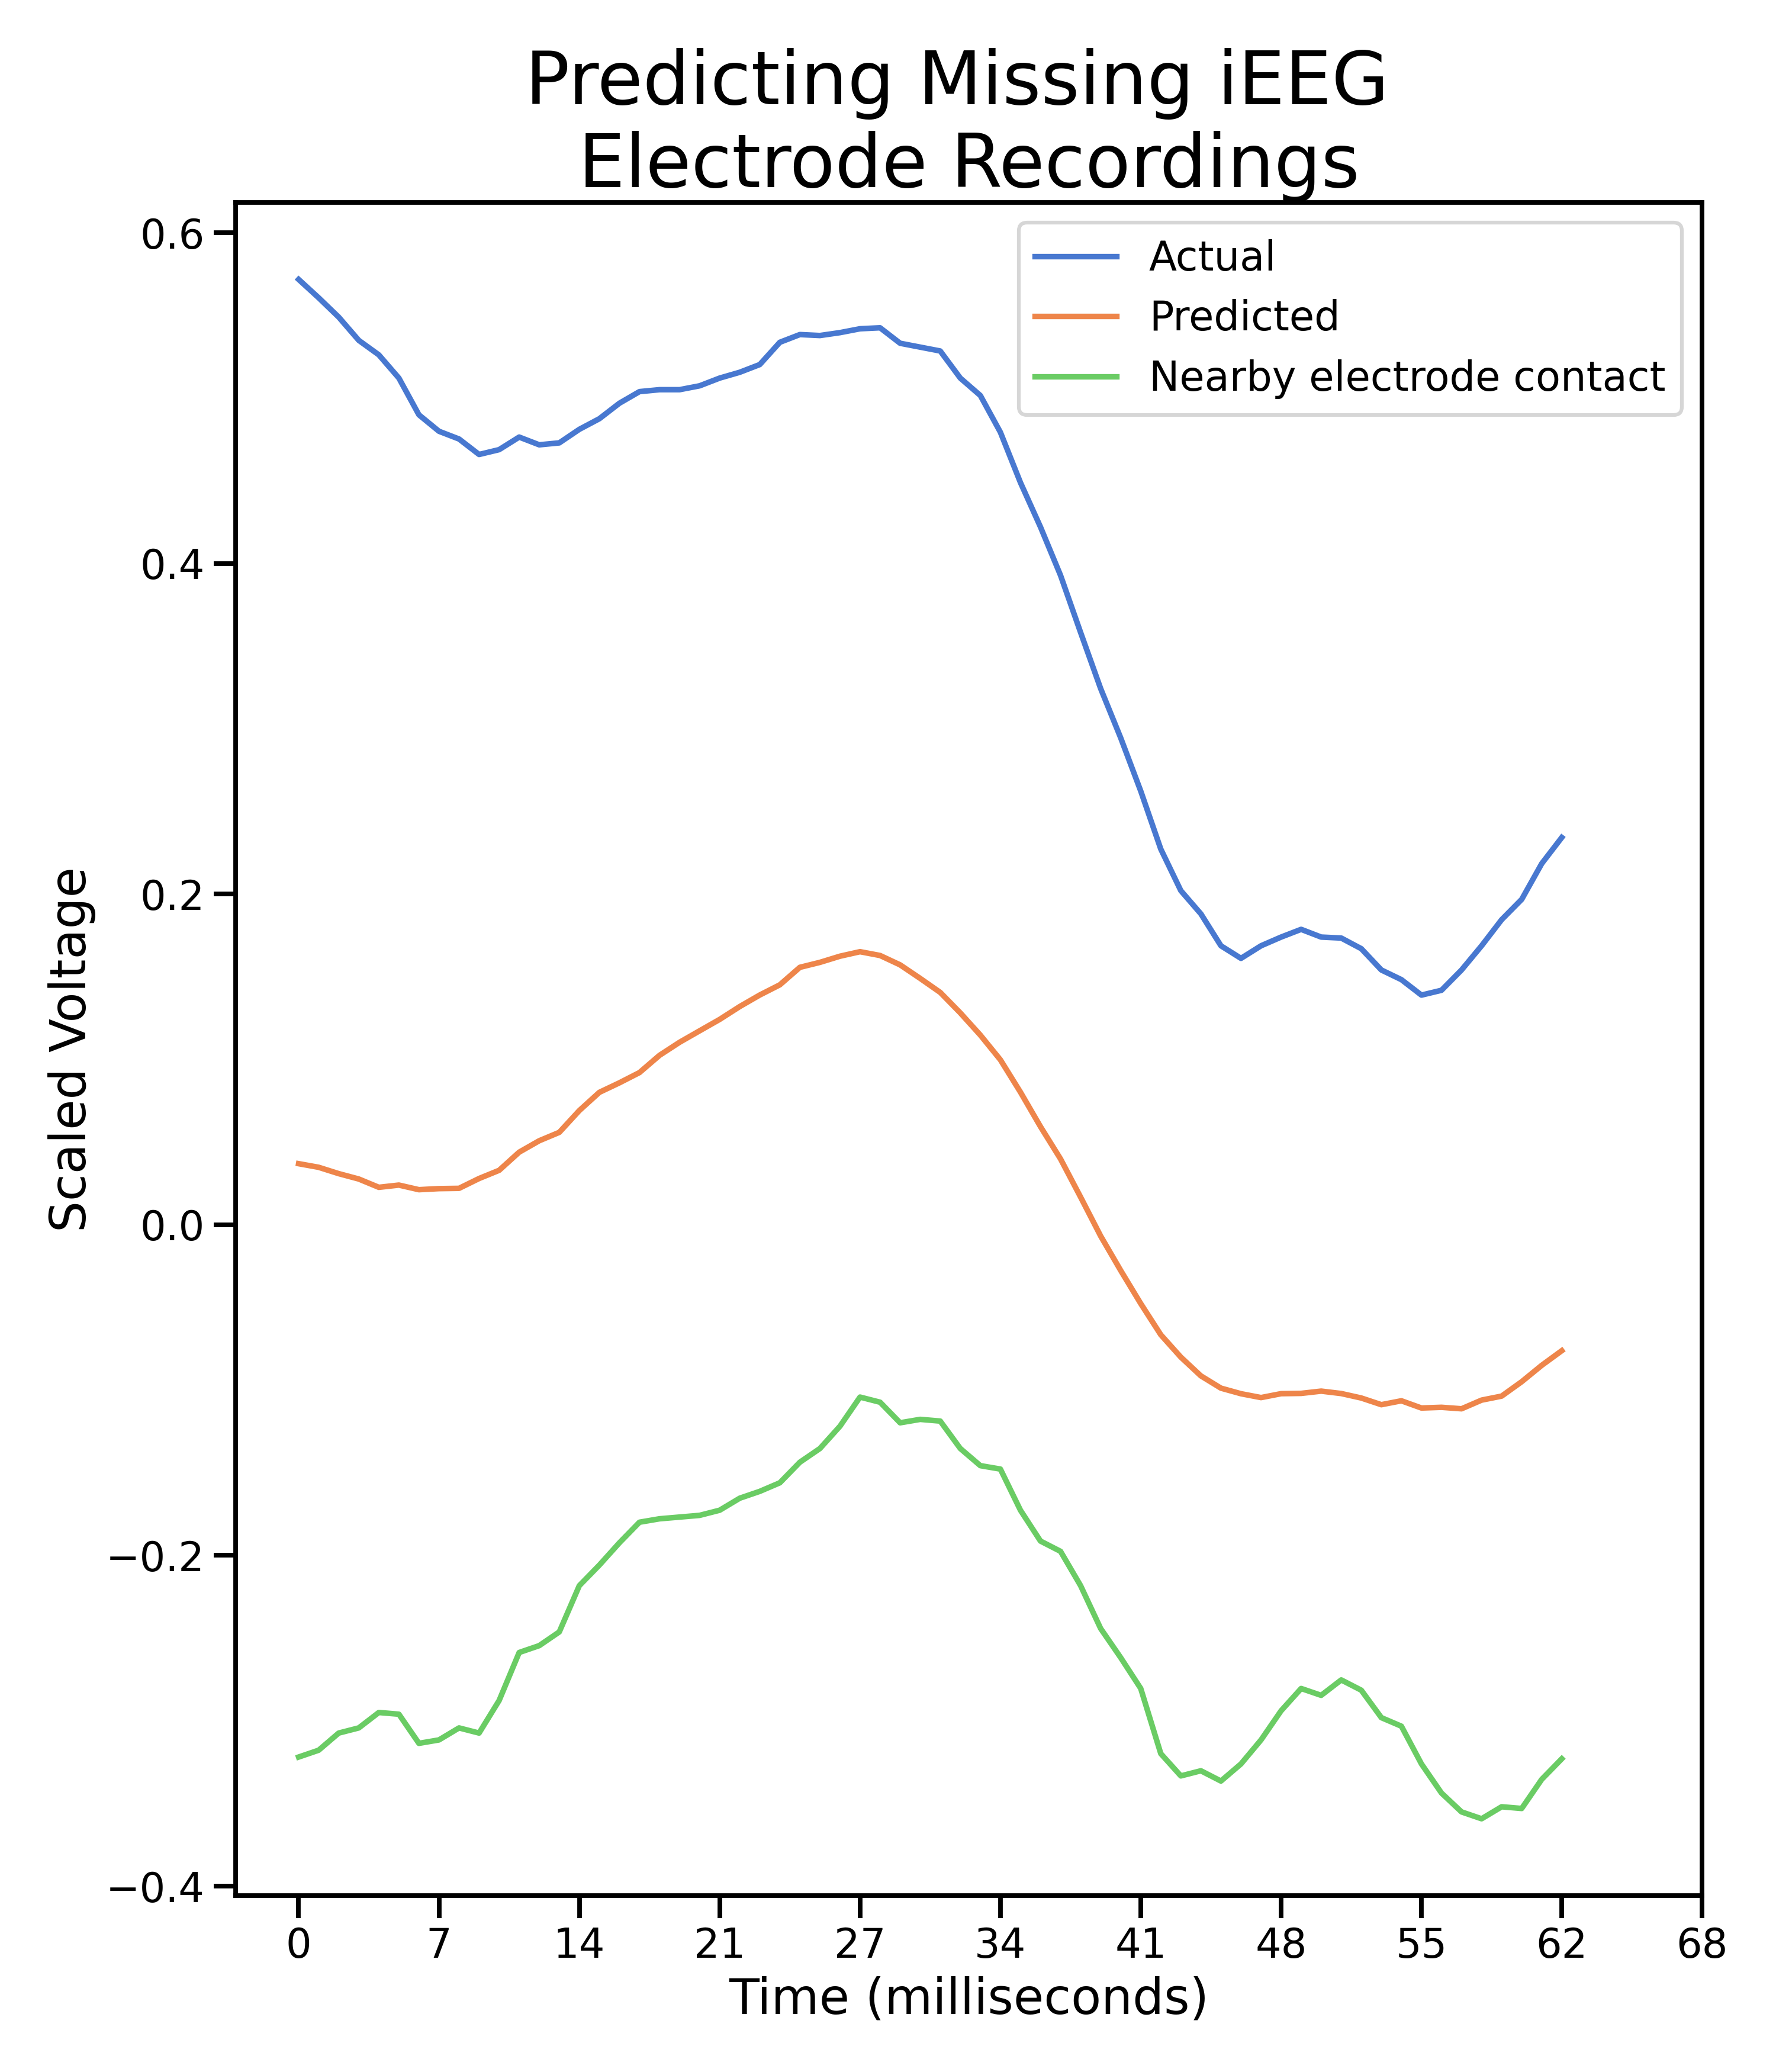 Predicting Missing iEEG
Electrode Recordings
Actual
Predicted
Nearby electrode contact
Scaled Voltage
0.6
0.4
0.2
0.0
−0.2
−0.4
0 7 14 21 27 34 41 48 55 62 68
Time (milliseconds)